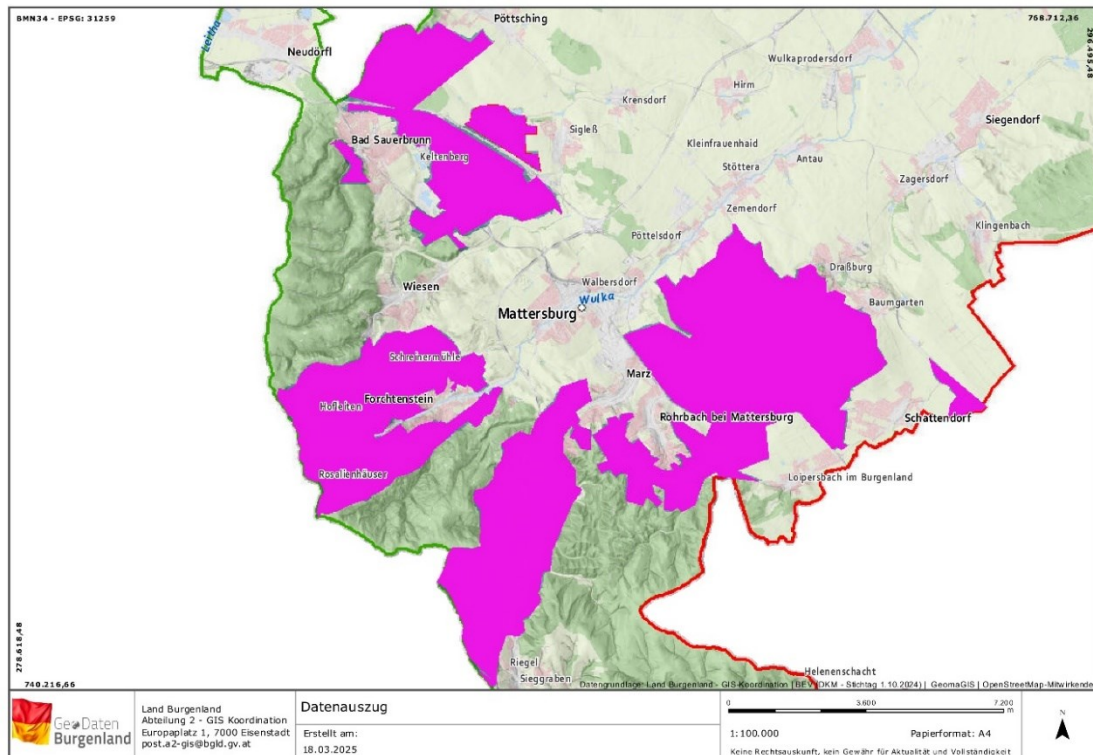 BMN34 - EPSG: 31259
768.712,36
296.495,48
Leitha
Pöttsching
Neudörfl
Wulkaprodersdorf
Hirm
Krensdorf
Siegendorf
Sigleß
Bad Sauerbrunn
Kleinfrauenhaid
Keltenberg
Antau
Stöttera
Zagersdorf
Zemendorf
Klingenbach
Pöttelsdorf
Draßburg
Wiesen
Walbersdorf
Baumgarten
Wulka
Mattersburg
Schreinermühle
Marz
Forchtenstein
Hoffeiten
Rohrbach bei Mattersburg
Schattendorf
Rosalienhäuser
Loipersbach im Burgenland
278.618,48
Riegel
Sieggraben
Helenenschacht
740.216,66
Datengrundlage: Land Burgenland - GIS-Koordination | BEV (DKM - Stichtag 1.10.2024) | GeomaGIS | OpenStreetMap-Mitwirkende
GeoDaten
Burgenland
Land Burgenland
Abteilung 2 - GIS Koordination
Europaplatz 1, 7000 Eisenstadt
post.a2-gis@bgld.gv.at
Datenauszug
Erstellt am:
18.03.2025
0 3.600 7.200
m
1:100.000 Papierformat: A4
Keine Rechtsauskunft, kein Gewähr für Aktualität und Vollständigkeit
N